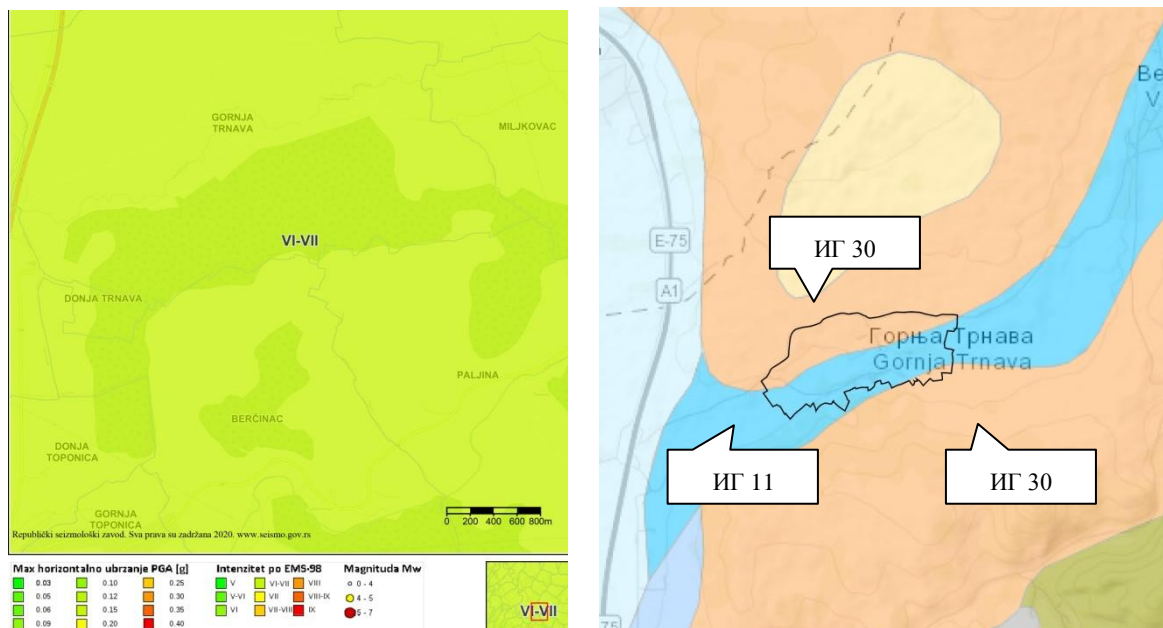 GORNJA
TRNAVA
MILJKOVAC
VI-VII
DONJA TRNAVA
PALJINA
BERČINAC
DONJA
TOPONICA
GORNJA
TOPONICA
0 200 400 600 800m
Republički seizmološki zavod. Sva prava su zadržana 2020. www.seismo.gov.rs
Max horizontalno ubrzanje PGA [g]
0.03 0.10 0.25
0.05 0.12 0.30
0.06 0.15 0.35
0.09 0.20 0.40
Intenzitet po EMS-98
V VI-VII VIII
V-VI VII VIII-IX
VI VII-VIII IX
Magnituda Mw
0 - 4
4 - 5
5 - 7
VI-VII
Ве
V
E-75
A1
ИГ 30
Горња Трнава
Gornja Trnava
ИГ 11
ИГ 30
75